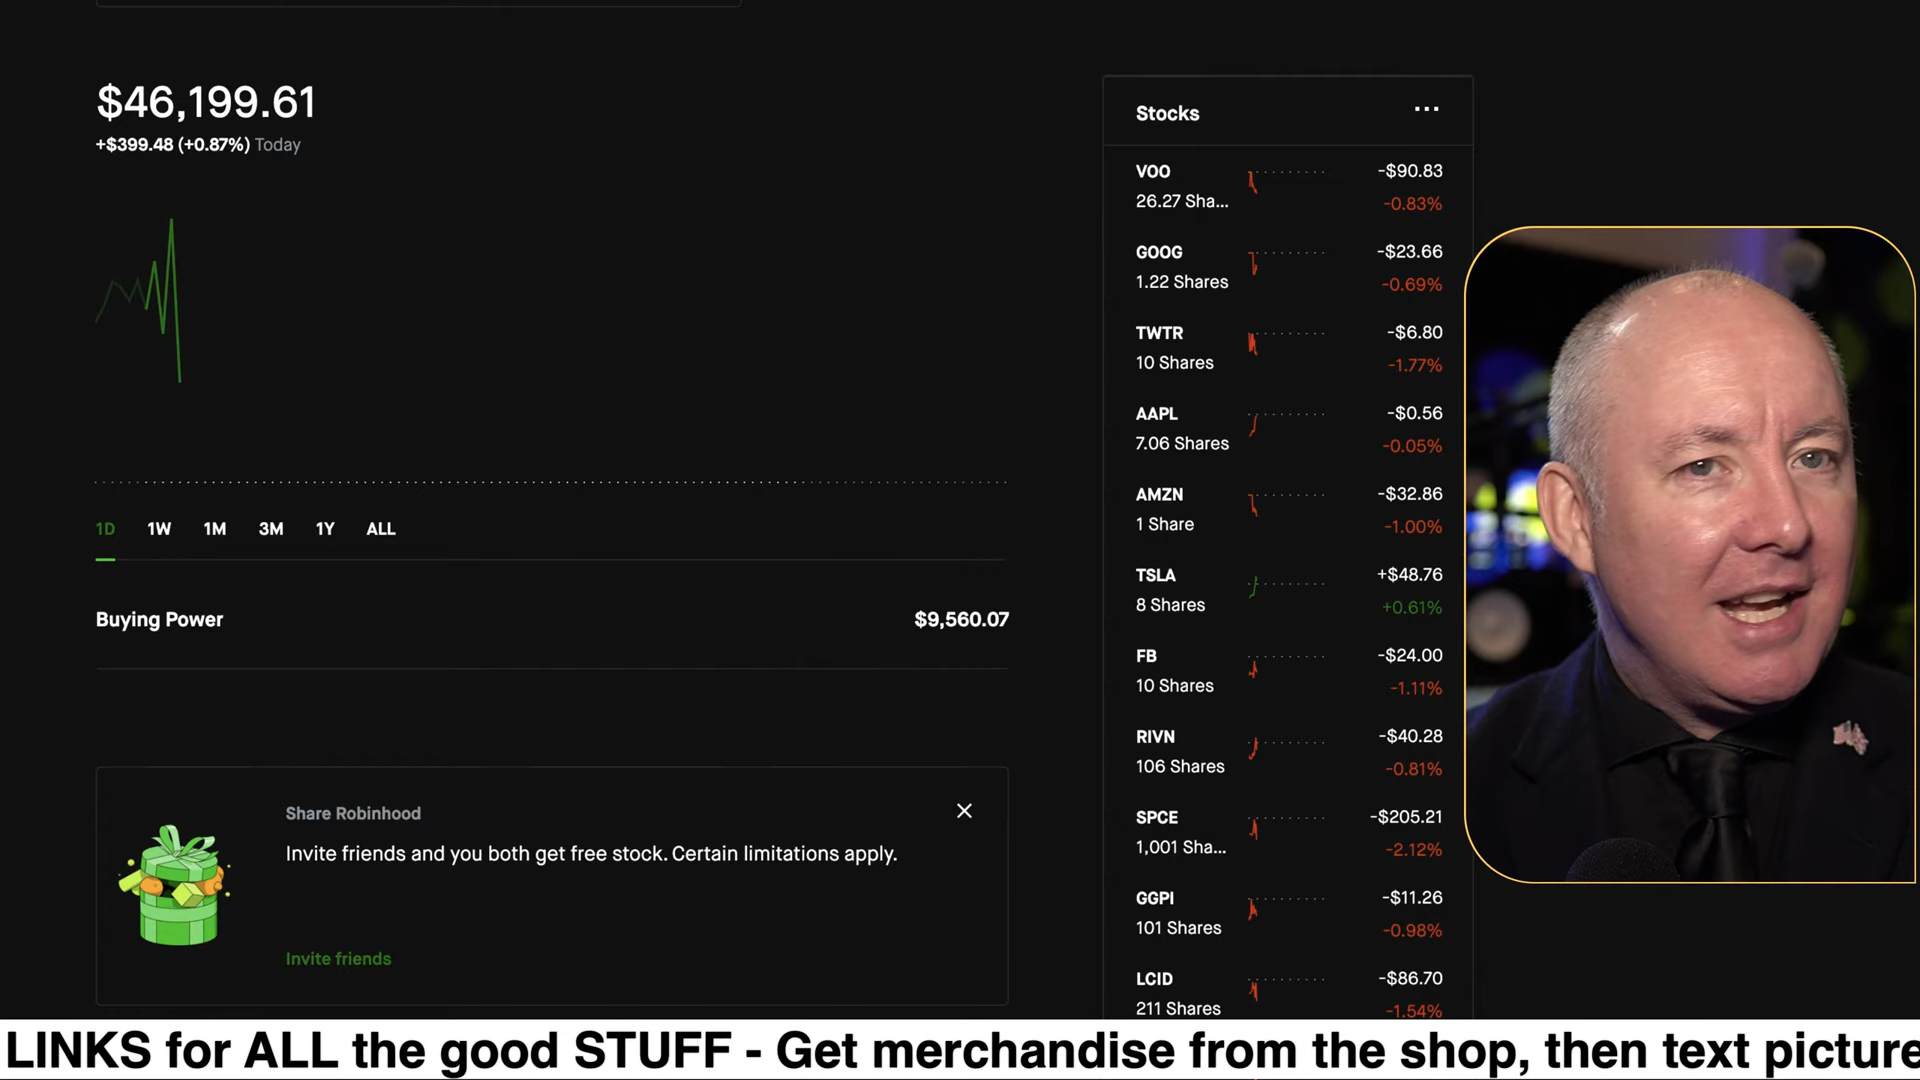 $46,199.61
+$399.48 (+0.87%) Today
1D 1W 1M 3M 1Y ALL
Buying Power $9,560.07
Share Robinhood
Invite friends and you both get free stock. Certain limitations apply.
Invite friends
Stocks
VOO -$90.83
26.27 Sha... -0.83%
GOOG -$23.66
1.22 Shares -0.69%
TWTR -$6.80
10 Shares -1.77%
AAPL -$0.56
7.06 Shares -0.05%
AMZN -$32.86
1 Share -1.00%
TSLA +$48.76
8 Shares +0.61%
FB -$24.00
10 Shares -1.11%
RIVN -$40.28
106 Shares -0.81%
SPCE -$205.21
1,001 Sha... -2.12%
GGPI -$11.26
101 Shares -0.98%
LCID -$86.70
211 Shares -1.54%
LINKS for ALL the good STUFF - Get merchandise from the shop, then text picture